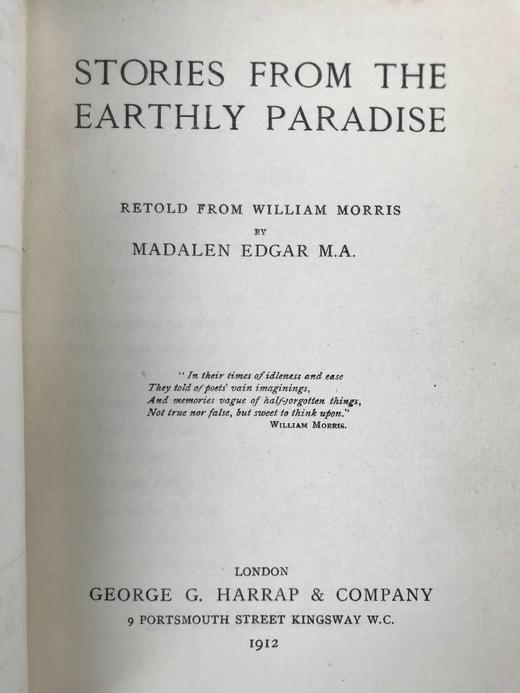 STORIES FROM THE
EARTHLY PARADISE
RETOLD FROM WILLIAM MORRIS
BY
MADALEN EDGAR M.A.
"In their times of idleness and ease
They told of poets' vain imaginings,
And memories vague of half-forgotten things,
Not true nor false, but sweet to think upon."
WILLIAM MORRIS.
LONDON
GEORGE G. HARRAP & COMPANY
9 PORTSMOUTH STREET KINGSWAY W.C.
1912